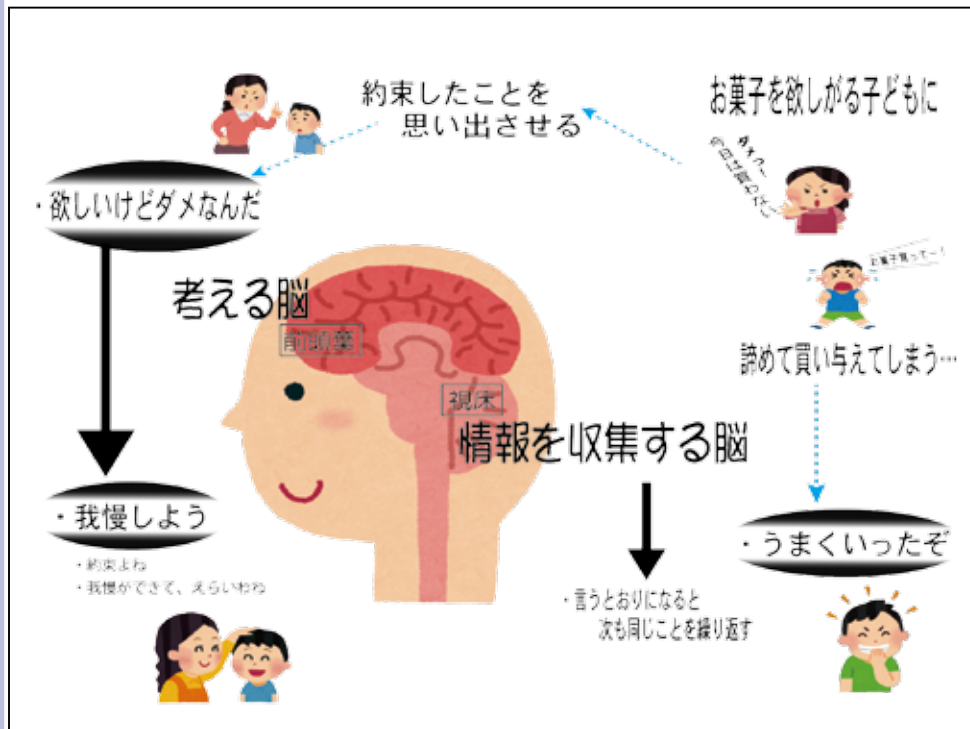 お菓子を欲しがる子どもに
ダメっ!
今日は買わない
お菓子買ってー!
諦めて買い与えてしまう…
・うまくいったぞ
約束したことを
思い出させる
・欲しいけどダメなんだ
考える脳
前頭葉
視床
情報を収集する脳
・言うとおりになると
次も同じことを繰り返す
・我慢しよう
・約束よね
・我慢ができて、えらいわね